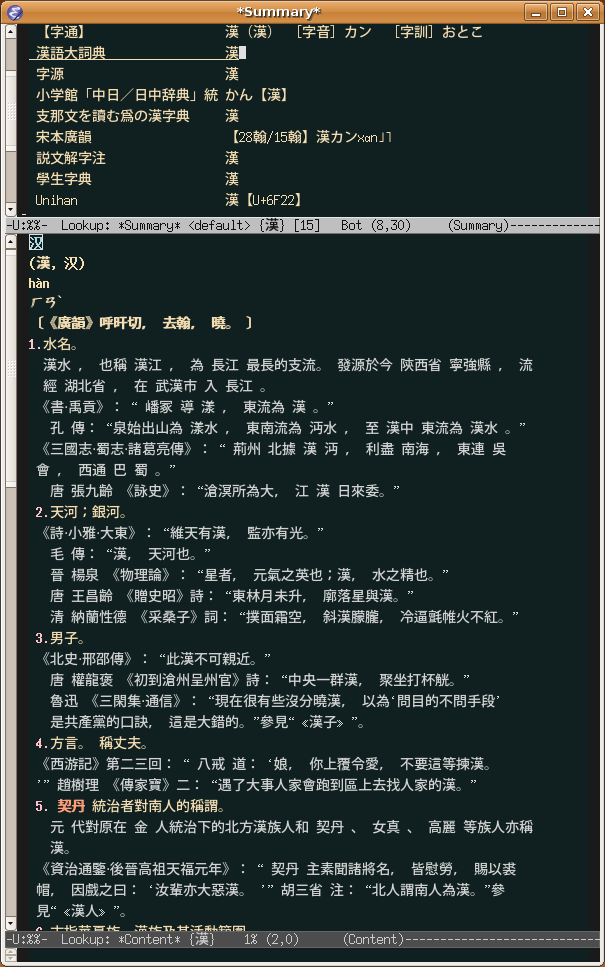 *Summary*
【字通】 漢（漢） ［字音］カン ［字訓］おとこ
漢語大詞典 漢
字源 漢
小学館「中日／日中辞典」統 かん【漢】
支那文を讀む爲の漢字典 漢
宋本廣韻 【28翰/15翰】漢カンxɑn˩˥
説文解字注 漢
學生字典 漢
Unihan 漢【U+6F22】
-U:%%- Lookup: *Summary* <default> {漢} [15] Bot (8,30) (Summary)-------------
汉
(漢, 汉)
hàn
ㄏㄢˋ
〔《廣韻》呼旰切, 去翰, 曉。〕
1.水名。
漢水 , 也稱 漢江 , 為 長江 最長的支流。 發源於今 陝西省 寧強縣 , 流
經 湖北省 , 在 武漢市 入 長江 。
《書·禹貢》：“ 嶓冢 導 漾 , 東流為 漢 。”
孔 傳：“泉始出山為 漾水 , 東南流為 沔水 , 至 漢中 東流為 漢水 。”
《三國志·蜀志·諸葛亮傳》：“ 荊州 北據 漢 沔 , 利盡 南海 , 東連 吳
會 , 西通 巴 蜀 。”
唐 張九齡 《詠史》：“滄溟所為大, 江 漢 日來委。”
2.天河；銀河。
《詩·小雅·大東》：“維天有漢, 監亦有光。”
毛 傳：“漢, 天河也。”
晉 楊泉 《物理論》：“星者, 元氣之英也；漢, 水之精也。”
唐 王昌齡 《贈史昭》詩：“東林月未升, 廓落星與漢。”
清 納蘭性德 《采桑子》詞：“撲面霜空, 斜漢朦朧, 冷逼氈帷火不紅。”
3.男子。
《北史·邢邵傳》：“此漢不可親近。”
唐 權龍褒 《初到滄州呈州官》詩：“中央一群漢, 聚坐打杯觥。”
魯迅 《三閑集·通信》：“現在很有些沒分曉漢, 以為‘問目的不問手段’
是共產黨的口訣, 這是大錯的。”參見“《漢子》”。
4.方言。 稱丈夫。
《西游記》第二三回：“ 八戒 道：‘娘, 你上覆令愛, 不要這等揀漢。
’” 趙樹理 《傳家寶》二：“遇了大事人家會跑到區上去找人家的漢。”
5. 契丹 統治者對南人的稱謂。
元 代對原在 金 人統治下的北方漢族人和 契丹 、 女真 、 高麗 等族人亦稱
漢。
《資治通鑒·後晉高祖天福元年》：“ 契丹 主素聞諸將名, 皆慰勞, 賜以裘
帽, 因戲之曰：‘汝輩亦大惡漢。’” 胡三省 注：“北人謂南人為漢。”參
見“《漢人》”。
-U:%%- Lookup: *Content* {漢} 1% (2,0) (Content)--------------------------